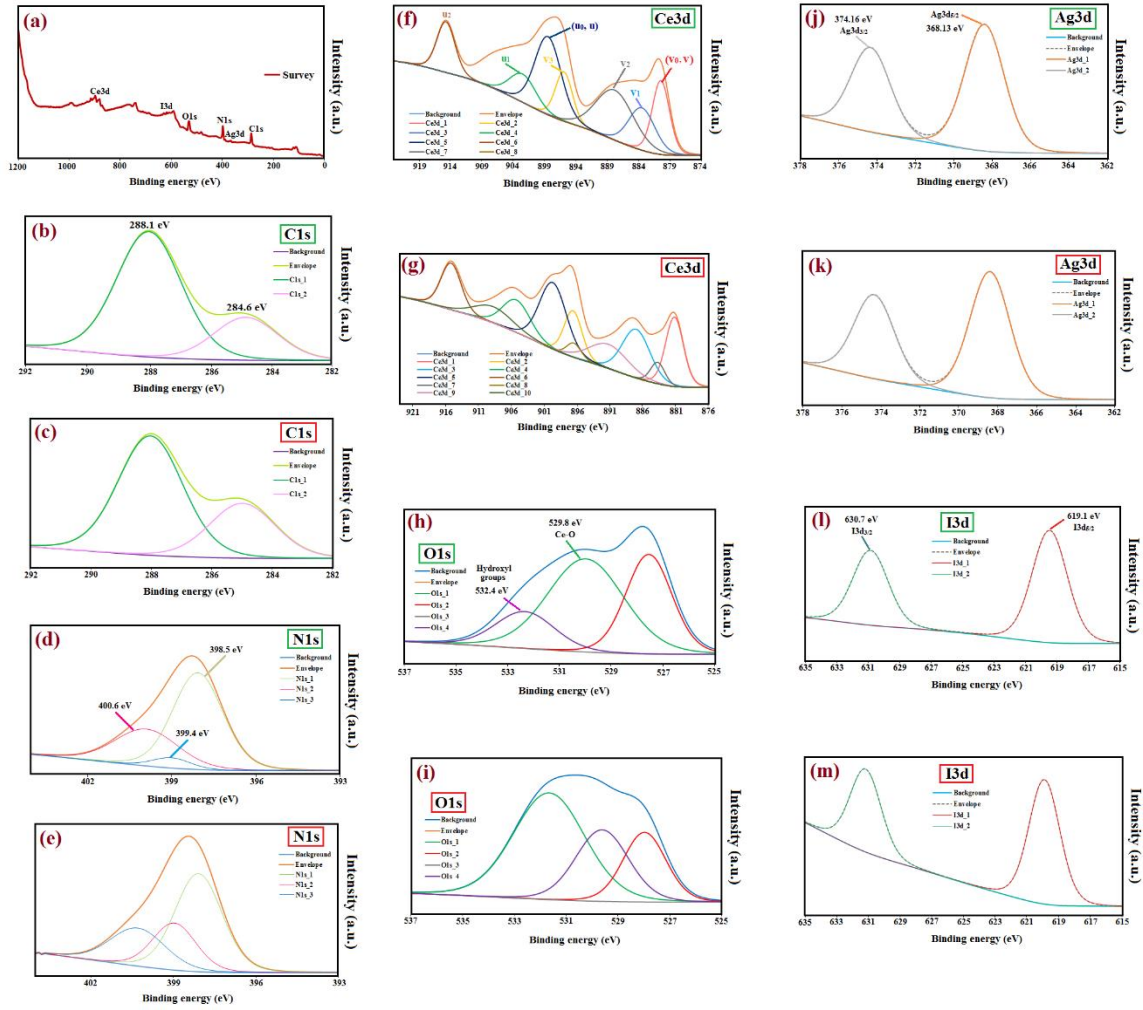 (a)
Survey
Ce3d
I3d
O1s
N1s
Ag3d
C1s
1200 1000 800 600 400 200 0
Binding energy (eV)
Intensity (a.u.)
(b)
C1s
288.1 eV
284.6 eV
Background
Envelope
C1s_1
C1s_2
292 290 288 286 284 282
Binding energy (eV)
Intensity (a.u.)
(c)
C1s
Background
Envelope
C1s_1
C1s_2
292 290 288 286 284 282
Binding energy (eV)
Intensity (a.u.)
(d)
N1s
398.5 eV
400.6 eV
399.4 eV
Background
Envelope
N1s_1
N1s_2
N1s_3
402 399 396 393
Binding energy (eV)
Intensity (a.u.)
(e)
N1s
Background
Envelope
N1s_1
N1s_2
N1s_3
402 399 396 393
Binding energy (eV)
Intensity (a.u.)
(f)
Ce3d
u2
(u0, u)
u1
v3
v2
v1
(v0, v)
Background Envelope
Ce3d_1 Ce3d_2
Ce3d_3 Ce3d_4
Ce3d_5 Ce3d_6
Ce3d_7 Ce3d_8
919 914 909 904 899 894 889 884 879 874
Binding energy (eV)
Intensity (a.u.)
(g)
Ce3d
Background Envelope
Ce3d_1 Ce3d_2
Ce3d_3 Ce3d_4
Ce3d_5 Ce3d_6
Ce3d_7 Ce3d_8
Ce3d_9 Ce3d_10
921 916 911 906 901 896 891 886 881 876
Binding energy (eV)
Intensity (a.u.)
(h)
O1s
529.8 eV
Ce-O
Hydroxyl
groups
532.4 eV
Background
Envelope
O1s_1
O1s_2
O1s_3
O1s_4
537 535 533 531 529 527 525
Binding energy (eV)
Intensity (a.u.)
(i)
O1s
Background
Envelope
O1s_1
O1s_2
O1s_3
O1s_4
537 535 533 531 529 527 525
Binding energy (eV)
Intensity (a.u.)
(j)
Ag3d
374.16 eV
Ag3d3/2
Ag3d5/2
368.13 eV
Background
Envelope
Ag3d_1
Ag3d_2
378 376 374 372 370 368 366 364 362
Binding energy (eV)
Intensity (a.u.)
(k)
Ag3d
Background
Envelope
Ag3d_1
Ag3d_2
378 376 374 372 370 368 366 364 362
Binding energy (eV)
Intensity (a.u.)
(l)
I3d
630.7 eV
I3d3/2
619.1 eV
I3d5/2
Background
Envelope
I3d_1
I3d_2
635 633 631 629 627 625 623 621 619 617 615
Binding energy (eV)
Intensity (a.u.)
(m)
I3d
Background
Envelope
I3d_1
I3d_2
635 633 631 629 627 625 623 621 619 617 615
Binding energy (eV)
Intensity (a.u.)